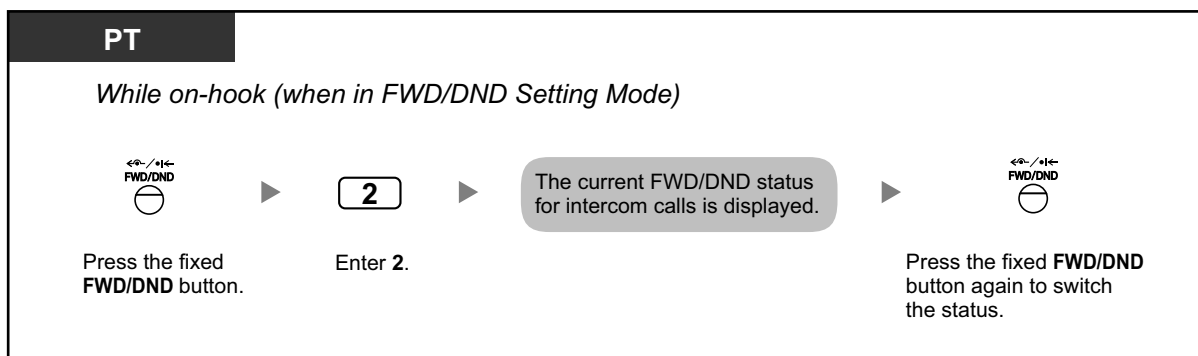 PT
While on-hook (when in FWD/DND Setting Mode)
FWD/DND
2
The current FWD/DND status
for intercom calls is displayed.
FWD/DND
Press the fixed
FWD/DND button.
Enter 2.
Press the fixed FWD/DND
button again to switch
the status.